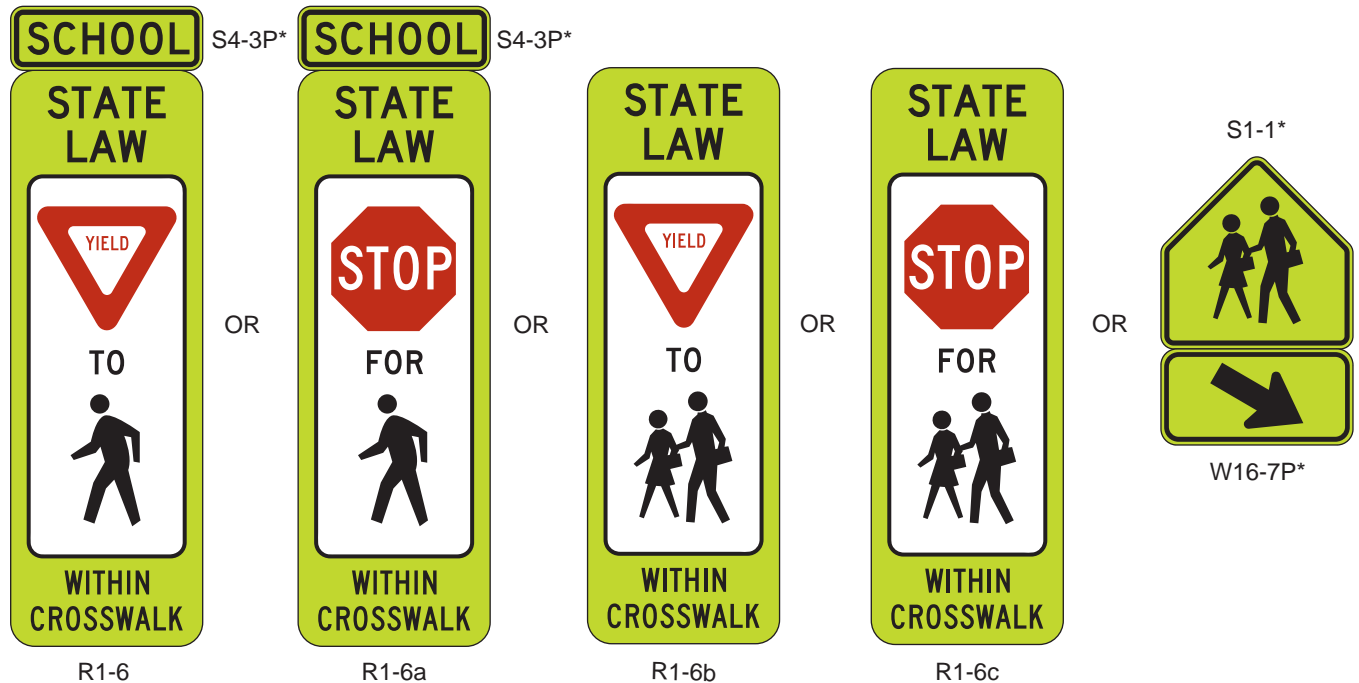 SCHOOL S4-3P*
STATE
LAW
YIELD
TO
WITHIN
CROSSWALK
R1-6
OR
SCHOOL S4-3P*
STATE
LAW
STOP
FOR
WITHIN
CROSSWALK
R1-6a
OR
STATE
LAW
YIELD
TO
WITHIN
CROSSWALK
R1-6b
OR
STATE
LAW
STOP
FOR
WITHIN
CROSSWALK
R1-6c
OR
S1-1*
W16-7P*